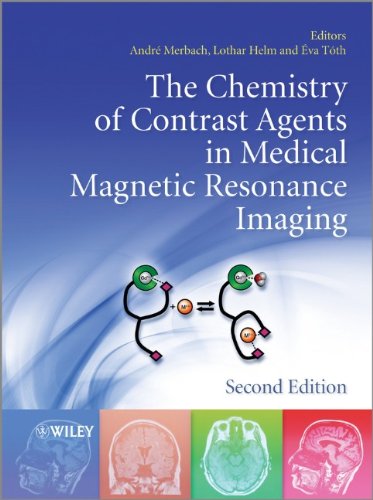 Editors
André Merbach, Lothar Helm and Éva Tóth
The Chemistry
of Contrast Agents
in Medical
Magnetic Resonance
Imaging
+
Second Edition
WILEY